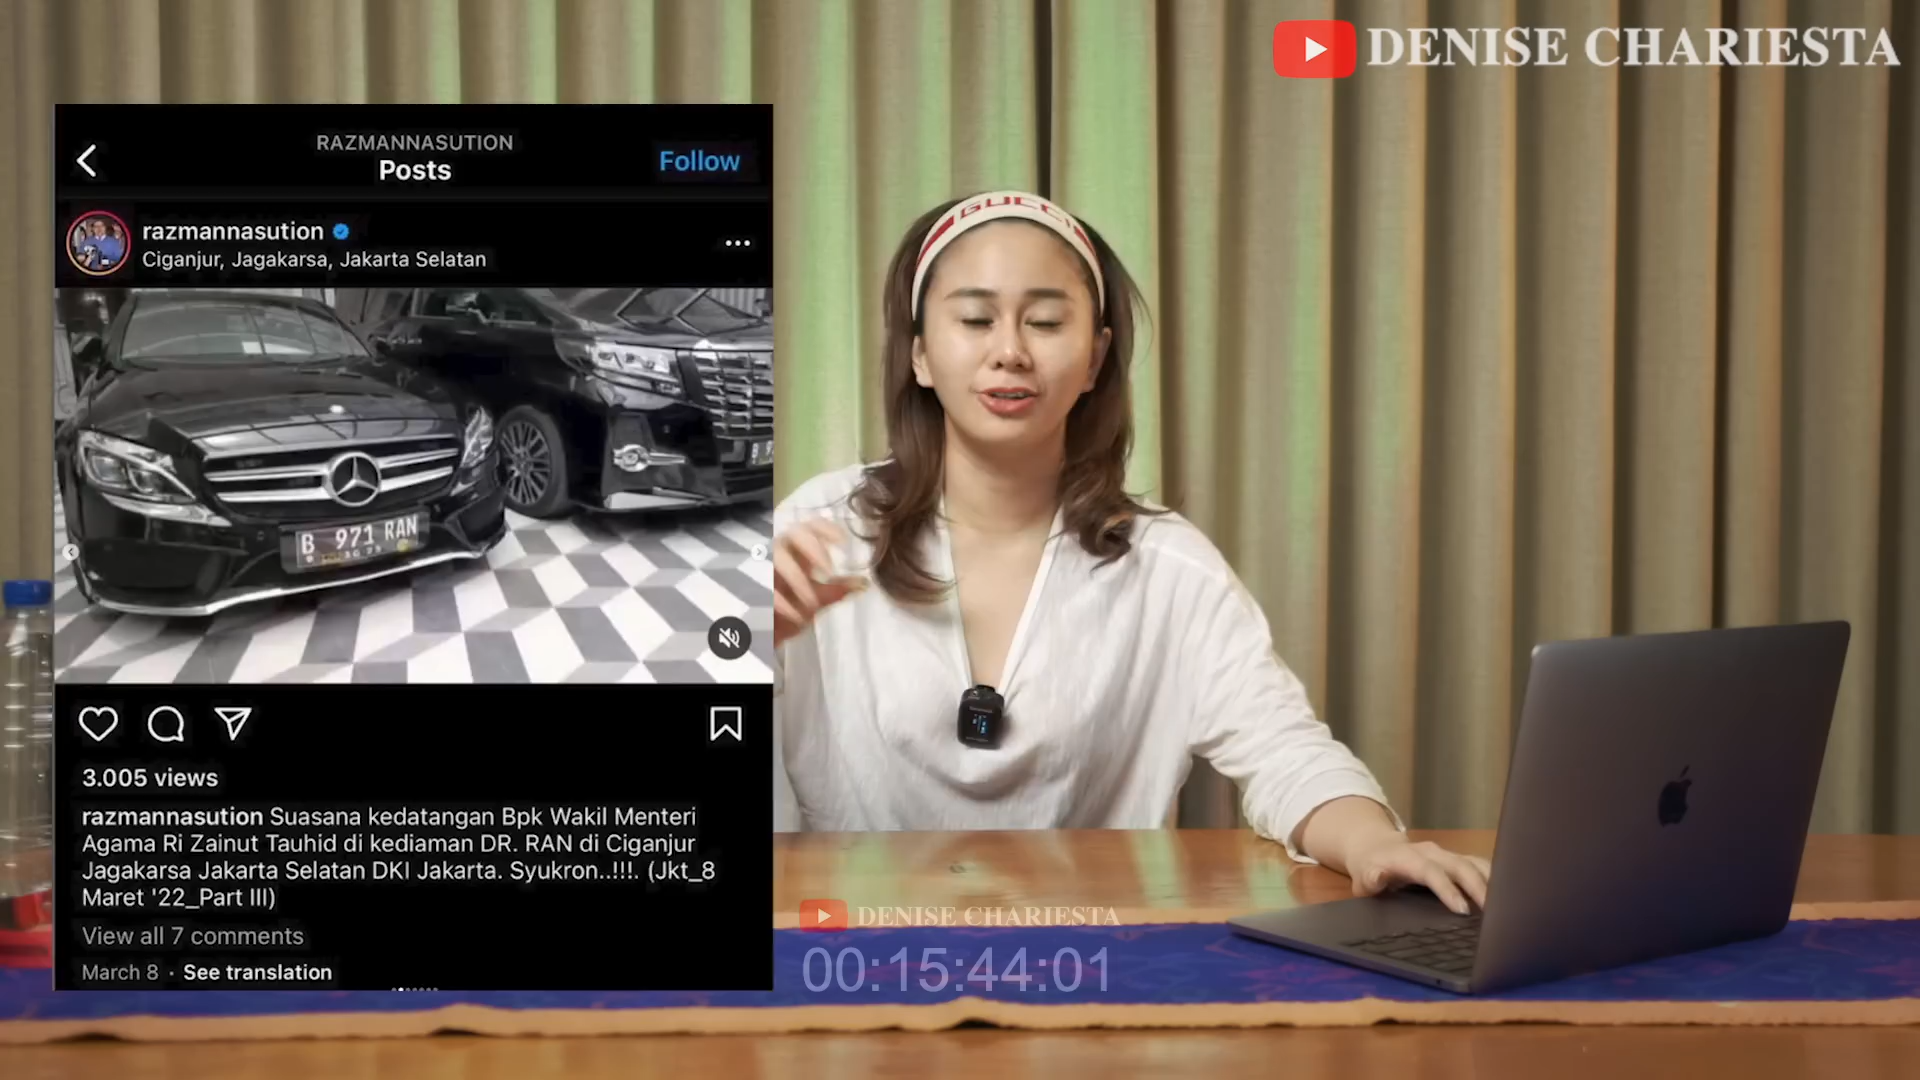 DENISE CHARIESTA
RAZMANNASUTION
Posts
Follow
razmannasution
Ciganjur, Jagakarsa, Jakarta Selatan
GUCCI
B 971 RAN
3.005 views
razmannasution Suasana kedatangan Bpk Wakil Menteri
Agama Ri Zainut Tauhid di kediaman DR. RAN di Ciganjur
Jagakarsa Jakarta Selatan DKI Jakarta. Syukron..!!!. (Jkt_8
Maret '22_Part III)
View all 7 comments
March 8 · See translation
DENISE CHARIESTA
00:15:44:01